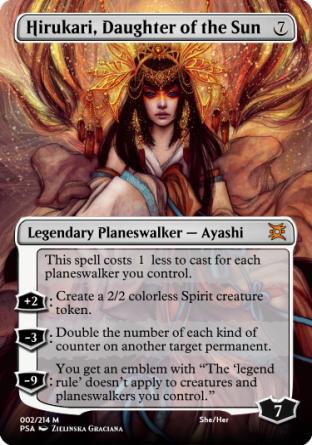 Hirukari, Daughter of the Sun 7
Legendary Planeswalker — Ayashi
This spell costs 1 less to cast for each
planeswalker you control.
+2: Create a 2/2 colorless Spirit creature
token.
-3: Double the number of each kind of
counter on another target permanent.
-9: You get an emblem with “The ‘legend
rule’ doesn’t apply to creatures and
planeswalkers you control.”
7
002/214 M She/Her
PSA Zielinska Graciana